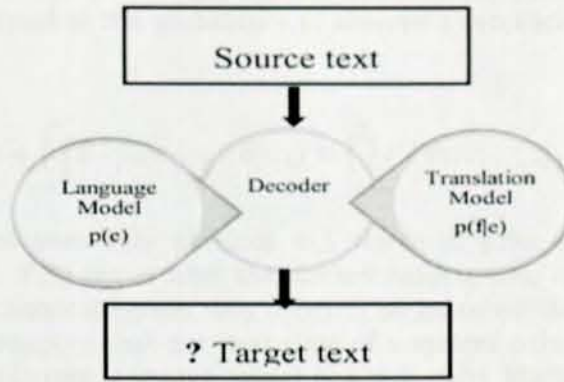 Source text
Language
Model
p(e)
Decoder
Translation
Model
p(f|e)
? Target text